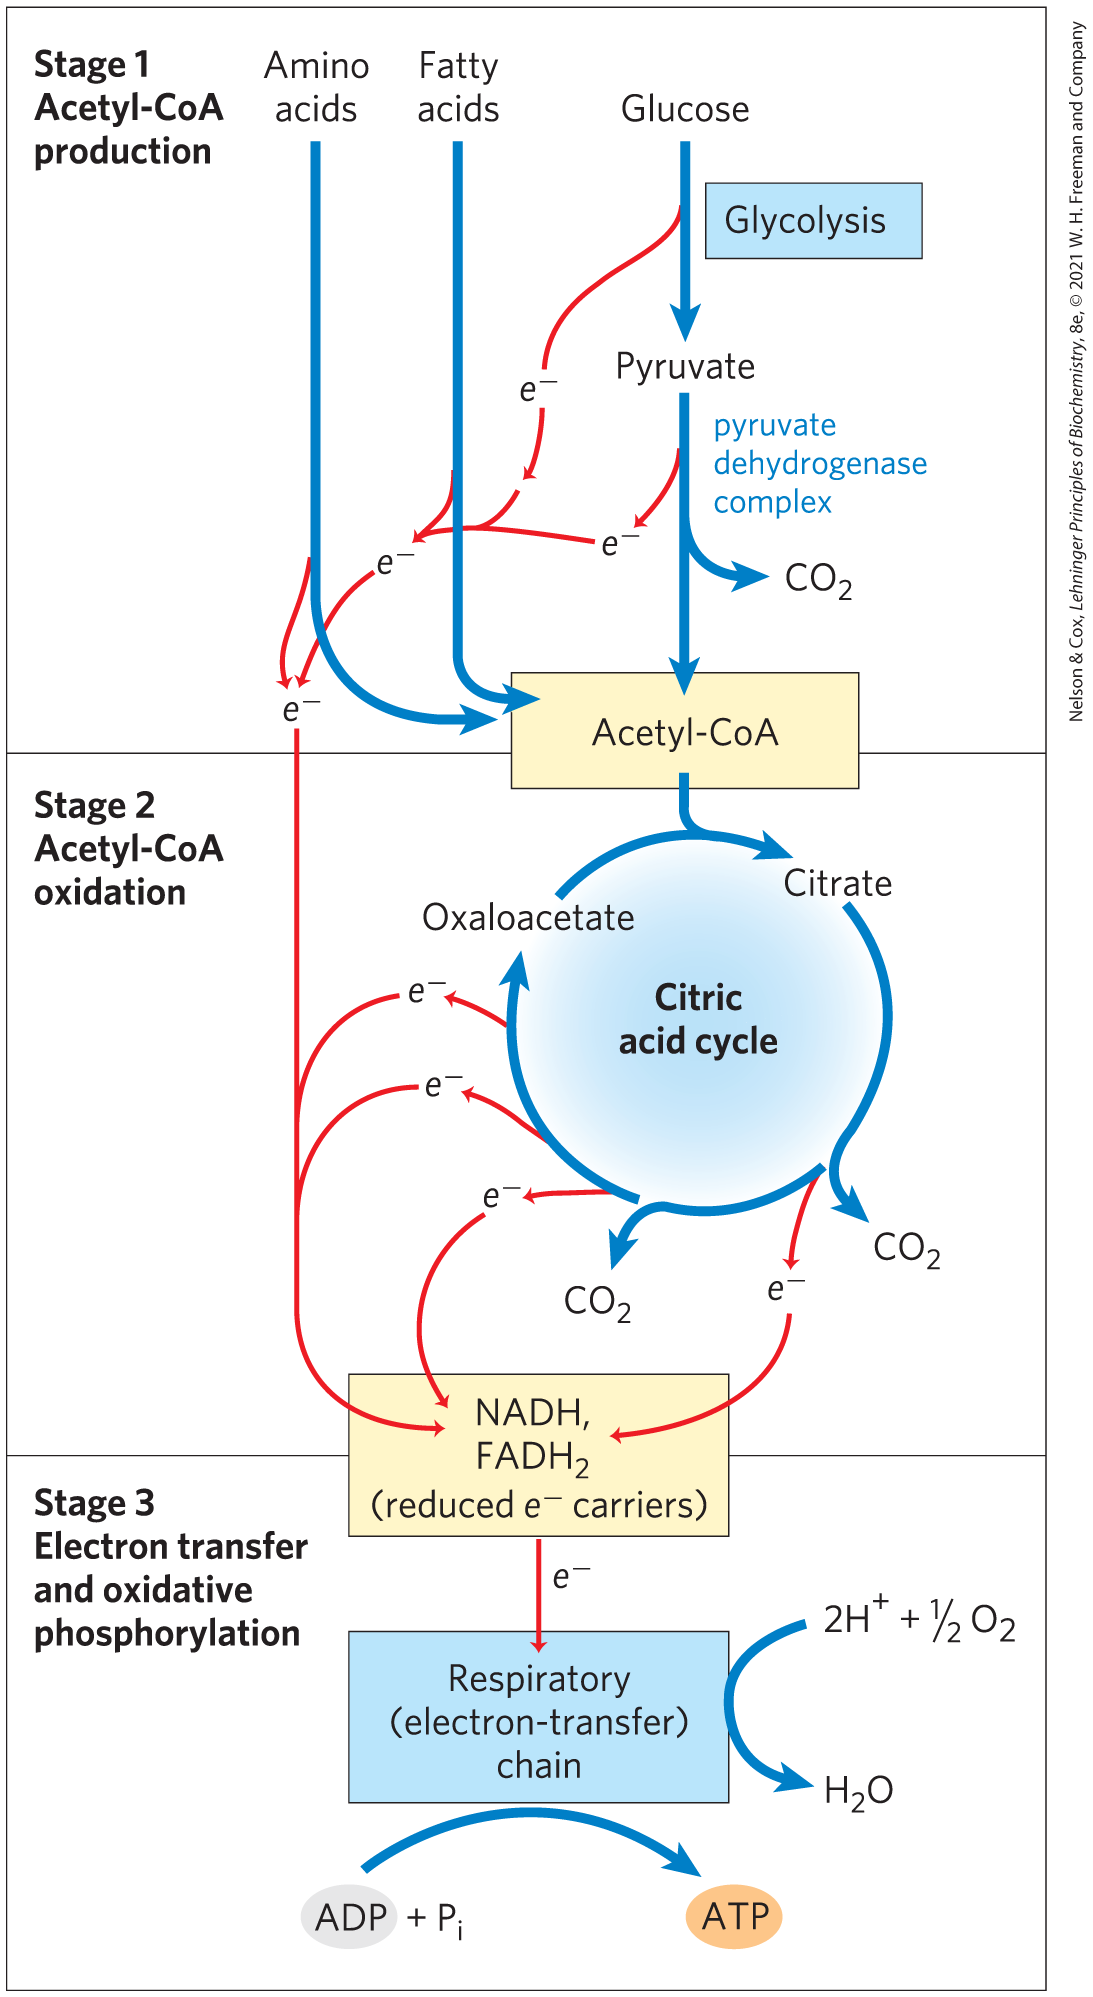 Stage 1
Acetyl-CoA
production
Amino
acids
Fatty
acids
Glucose
Glycolysis
Pyruvate
e⁻
pyruvate
dehydrogenase
complex
e⁻
e⁻
CO₂
e⁻
Acetyl-CoA
Stage 2
Acetyl-CoA
oxidation
Citrate
Oxaloacetate
Citric
acid cycle
e⁻
e⁻
e⁻
CO₂
e⁻
CO₂
NADH,
FADH₂
(reduced e⁻ carriers)
Stage 3
Electron transfer
and oxidative
phosphorylation
e⁻
2H⁺ + ½ O₂
Respiratory
(electron-transfer)
chain
H₂O
ADP + Pᵢ
ATP
Nelson & Cox, Lehninger Principles of Biochemistry, 8e, © 2021 W. H. Freeman and Company